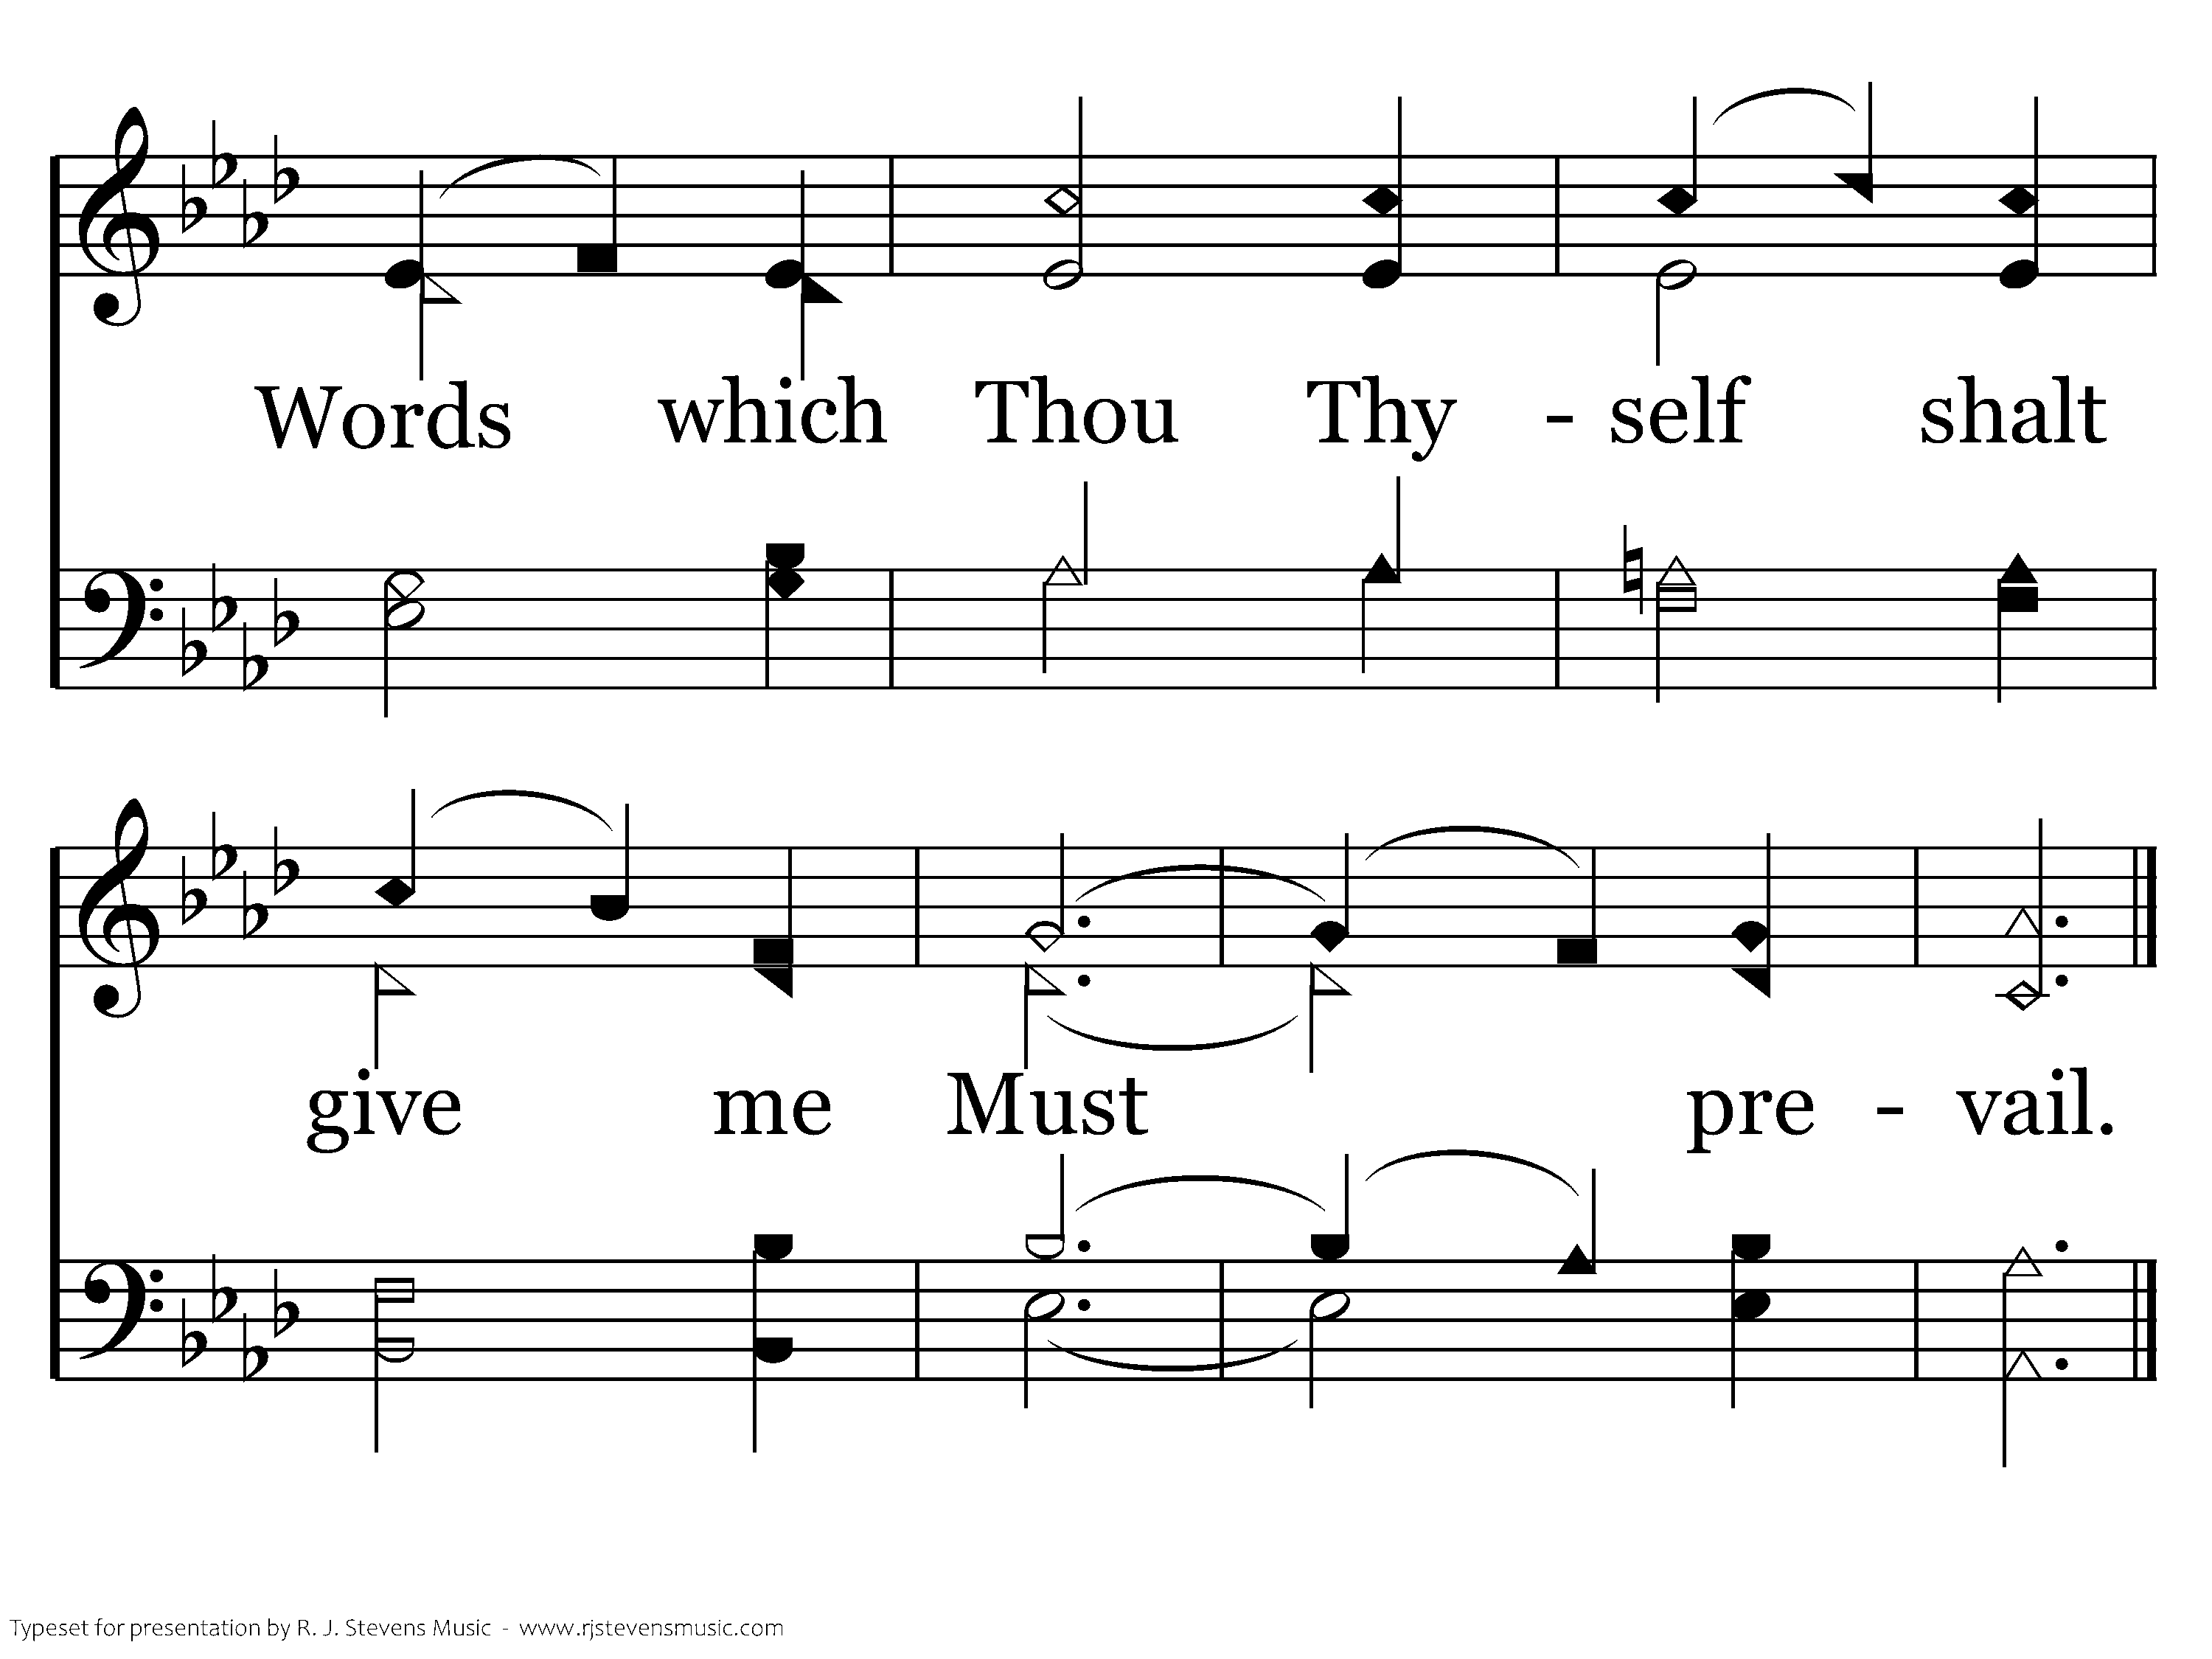 Words which Thou Thy - self shalt
give me Must pre - vail.
Typeset for presentation by R. J. Stevens Music - www.rjstevensmusic.com